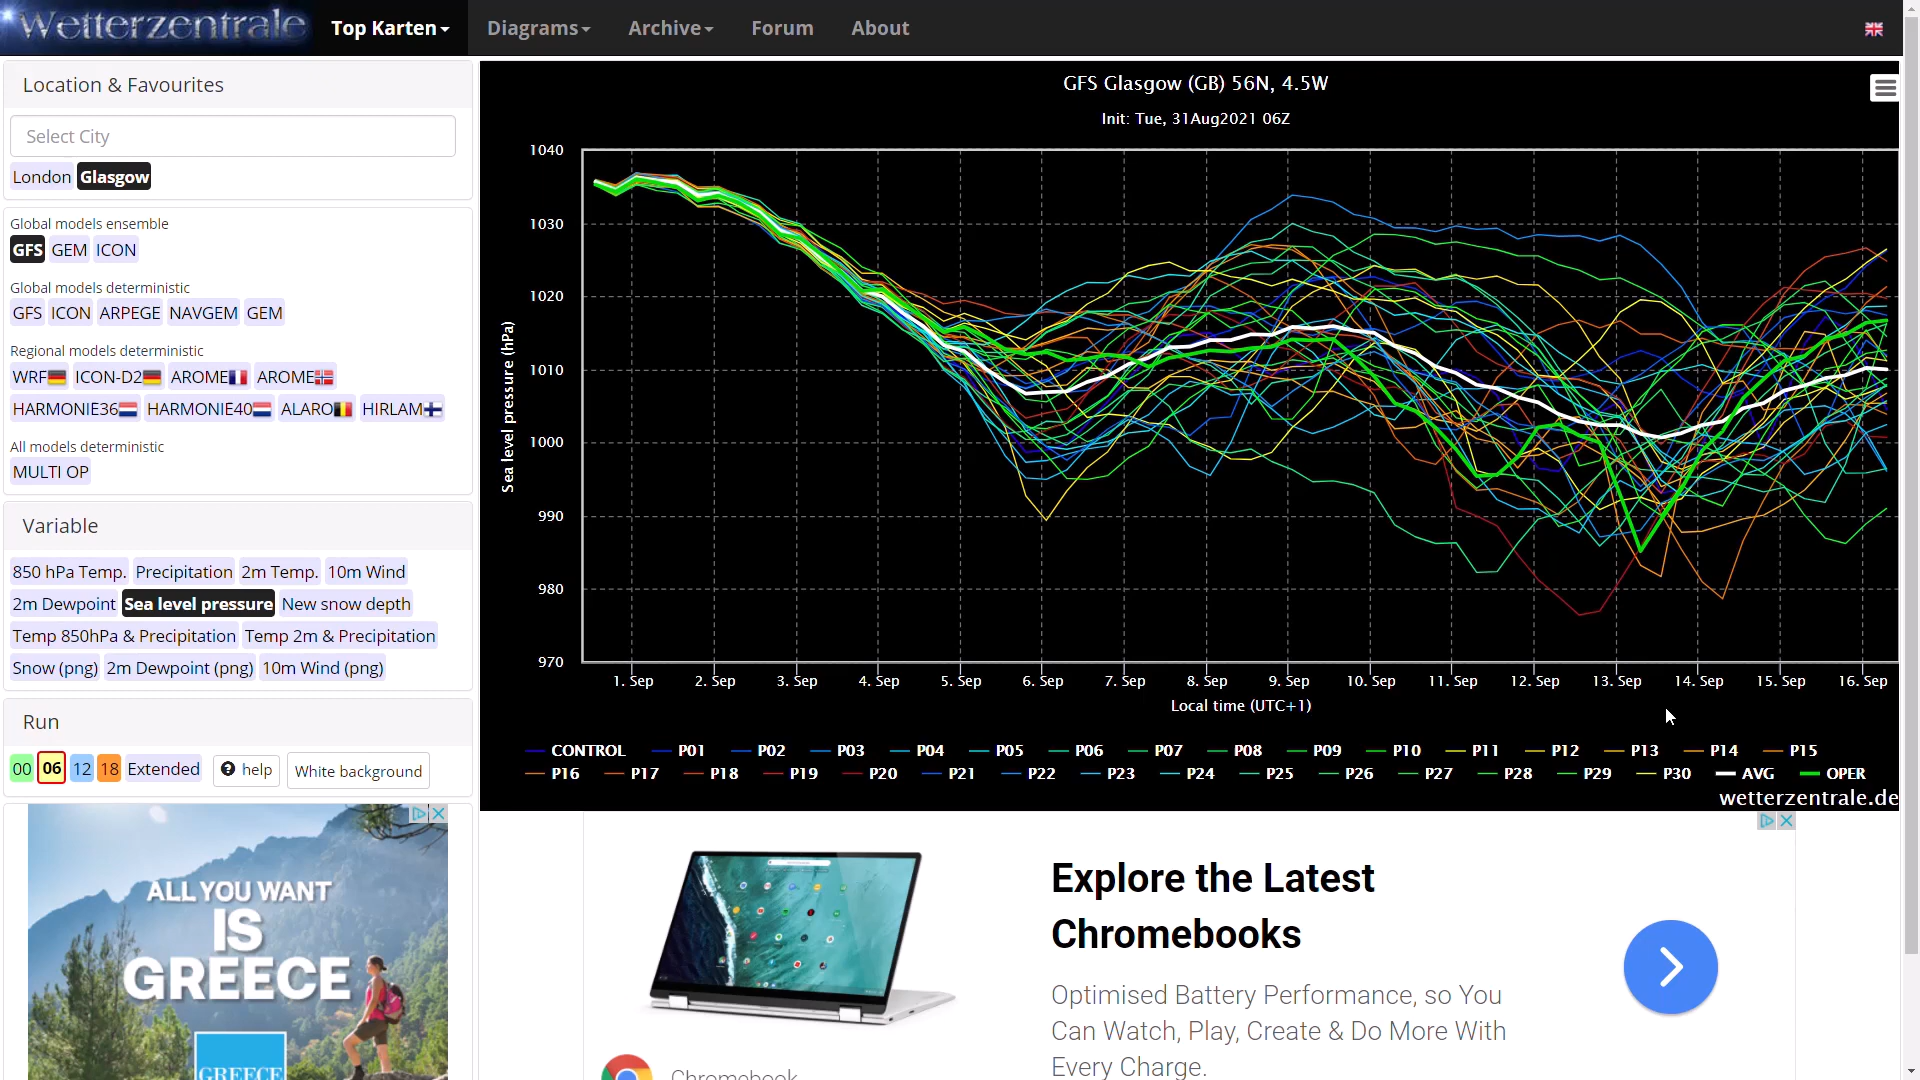 Wetterzentrale
Top Karten Diagrams Archive Forum About
Location & Favourites
Select City
London Glasgow
Global models ensemble
GFS GEM ICON
Global models deterministic
GFS ICON ARPEGE NAVGEM GEM
Regional models deterministic
WRF ICON-D2 AROME AROME
HARMONIE36 HARMONIE40 ALARO HIRLAM
All models deterministic
MULTI OP
Variable
850 hPa Temp. Precipitation 2m Temp. 10m Wind
2m Dewpoint Sea level pressure New snow depth
Temp 850hPa & Precipitation Temp 2m & Precipitation
Snow (png) 2m Dewpoint (png) 10m Wind (png)
Run
00 06 12 18 Extended help White background
ALL YOU WANT
IS
GREECE
GREECE
GFS Glasgow (GB) 56N, 4.5W
Init: Tue, 31Aug2021 06Z
Sea level pressure (hPa)
1040
1030
1020
1010
1000
990
980
970
1. Sep 2. Sep 3. Sep 4. Sep 5. Sep 6. Sep 7. Sep 8. Sep 9. Sep 10. Sep 11. Sep 12. Sep 13. Sep 14. Sep 15. Sep 16. Sep
Local time (UTC+1)
CONTROL P01 P02 P03 P04 P05 P06 P07 P08 P09 P10 P11 P12 P13 P14 P15
P16 P17 P18 P19 P20 P21 P22 P23 P24 P25 P26 P27 P28 P29 P30 AVG OPER
wetterzentrale.de
Explore the Latest
Chromebooks
Optimised Battery Performance, so You
Can Watch, Play, Create & Do More With
Every Charge.
Chromebook